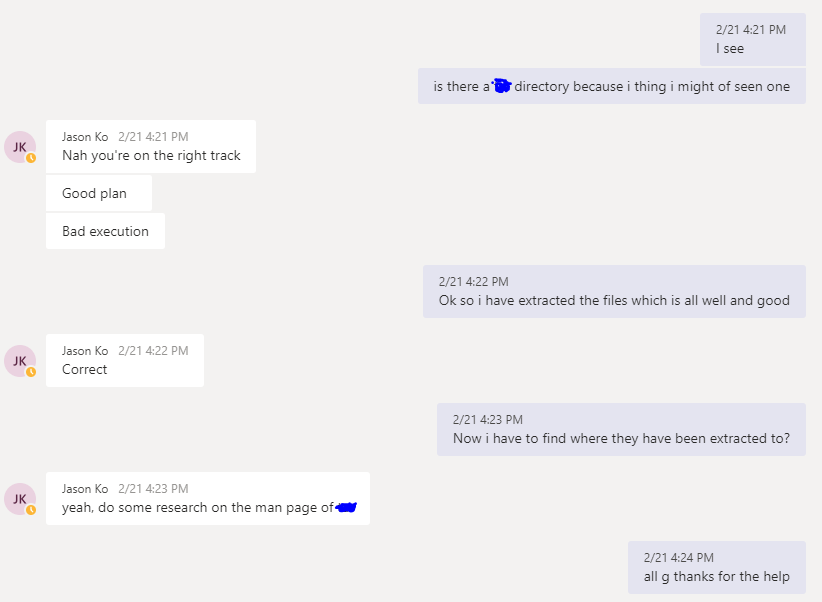 2/21 4:21 PM
I see
is there a directory because i thing i might of seen one
JK
Jason Ko 2/21 4:21 PM
Nah you're on the right track
Good plan
Bad execution
2/21 4:22 PM
Ok so i have extracted the files which is all well and good
JK
Jason Ko 2/21 4:22 PM
Correct
2/21 4:23 PM
Now i have to find where they have been extracted to?
JK
Jason Ko 2/21 4:23 PM
yeah, do some research on the man page of
2/21 4:24 PM
all g thanks for the help